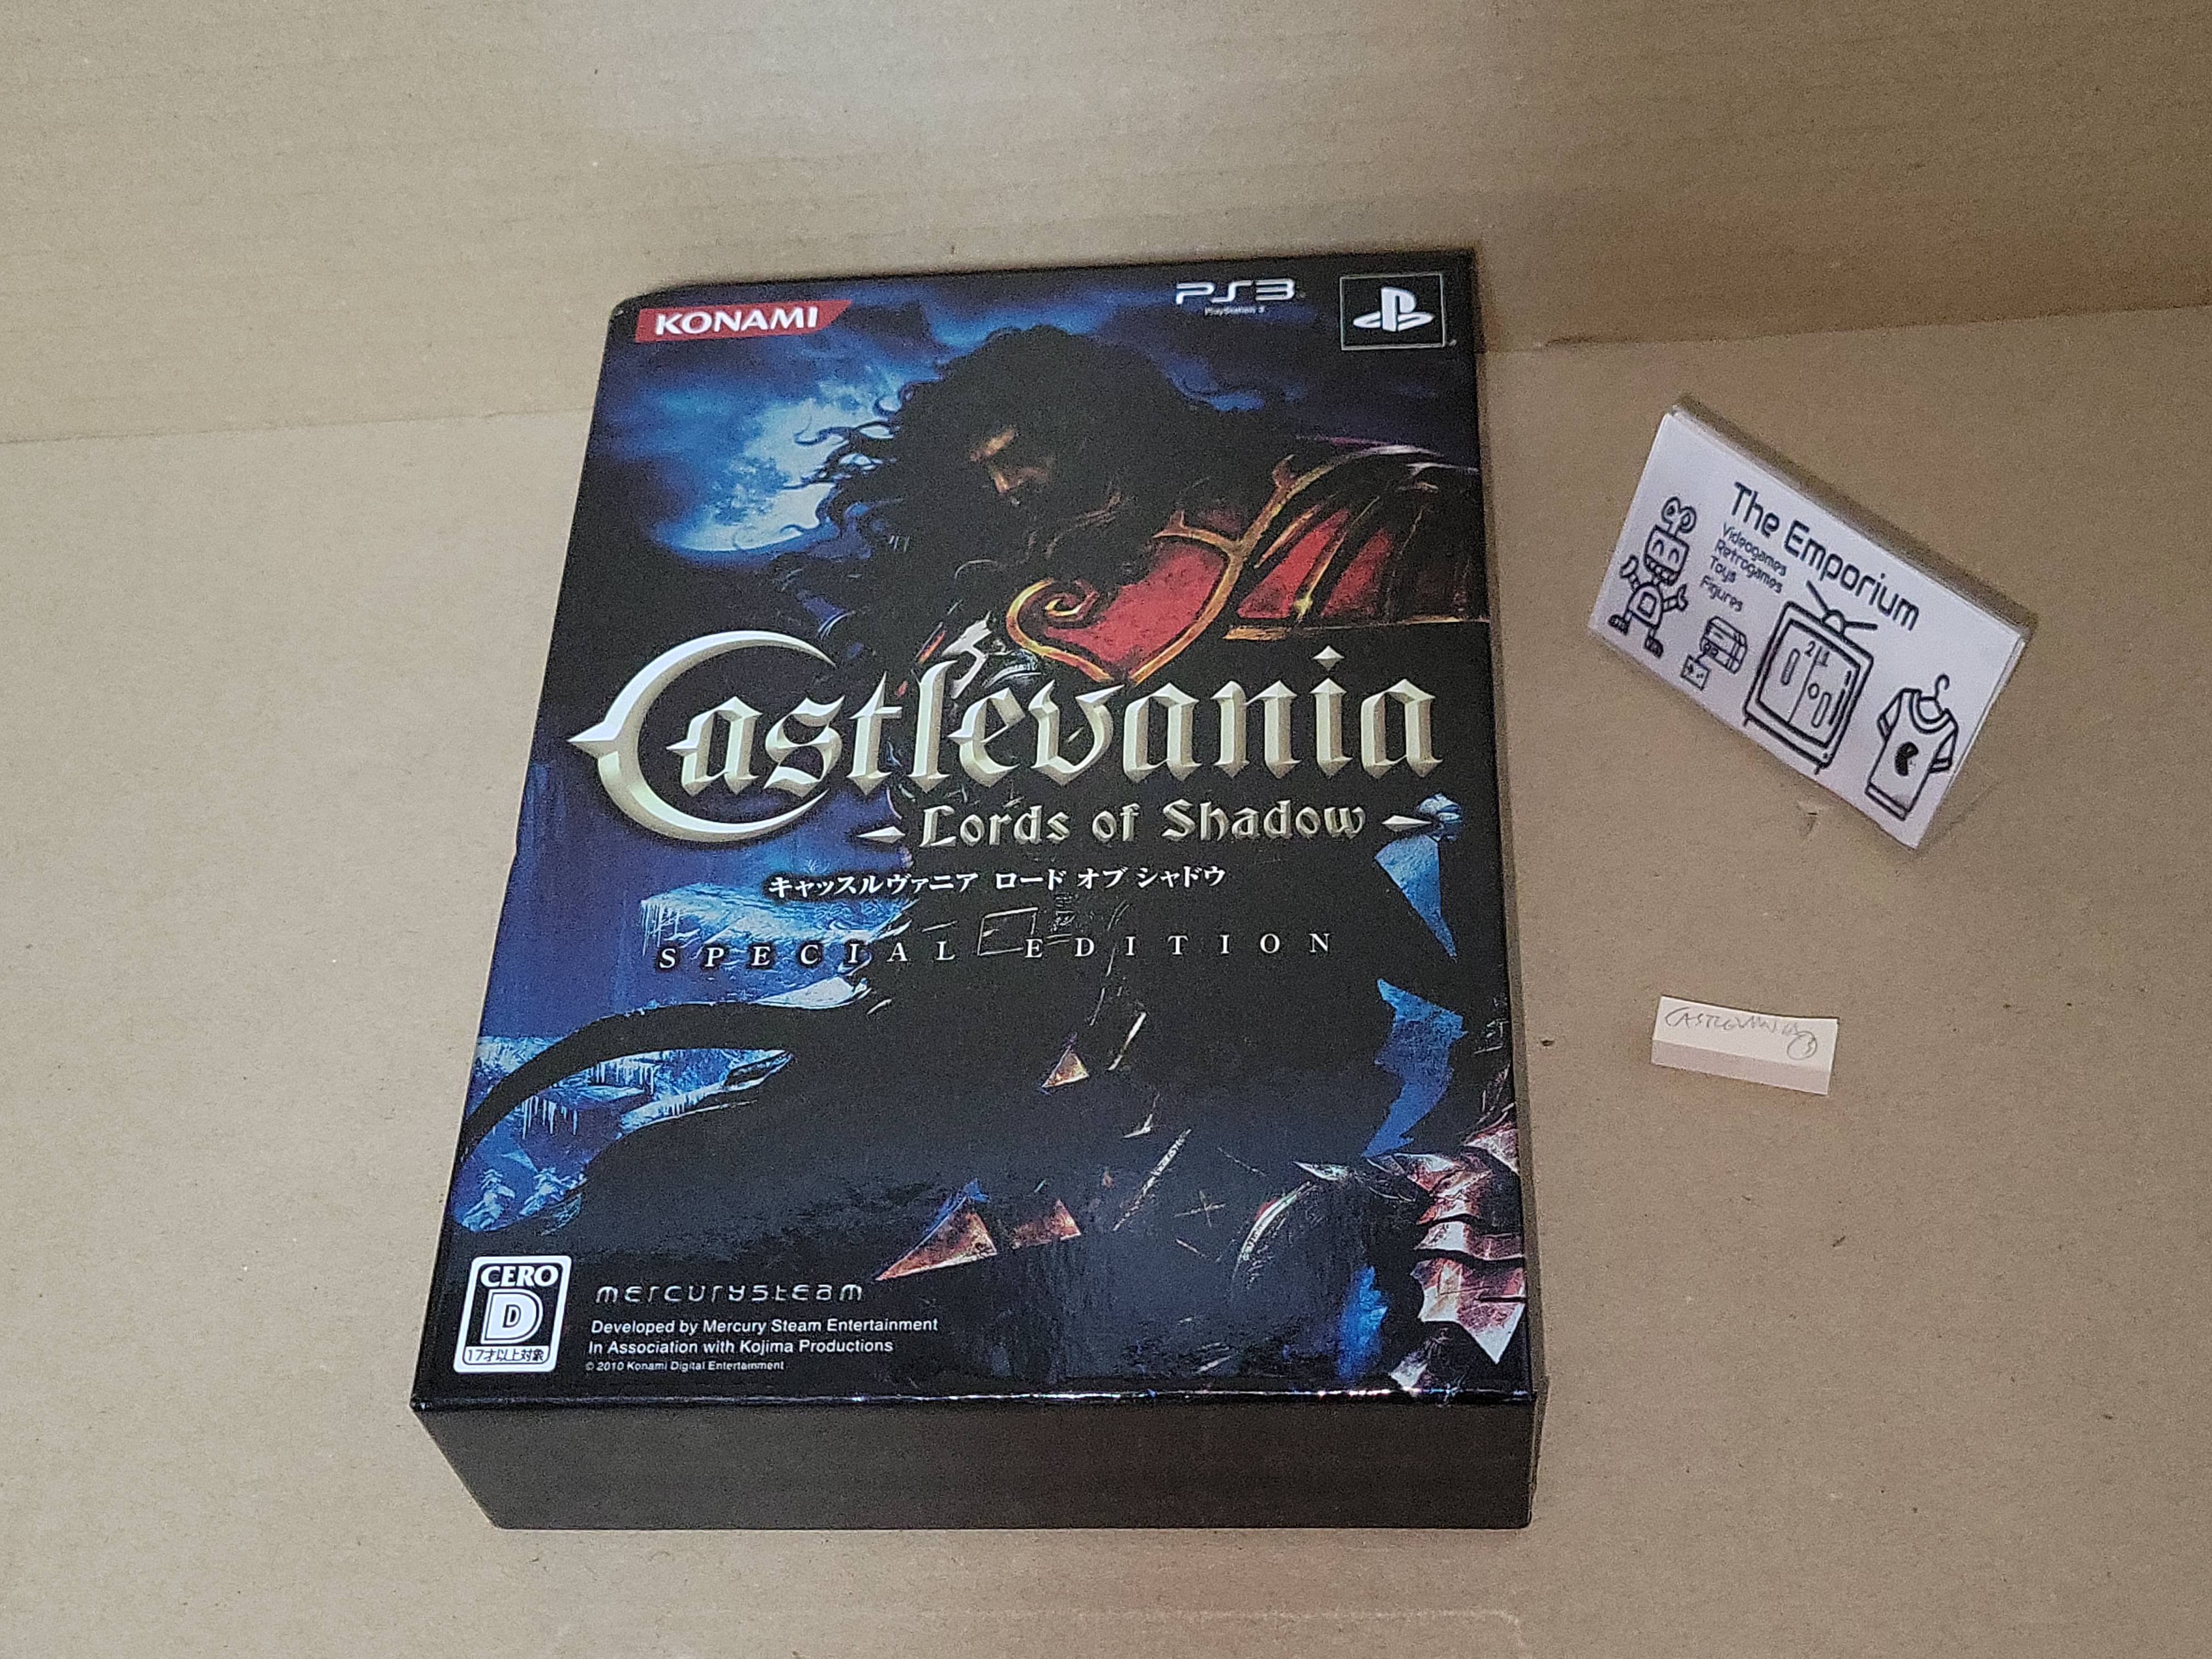 KONAMI
PS3
PlayStation 3
Castlevania
Lords of Shadow
キャッスルヴァニア ロード オブ シャドウ
SPECIAL EDITION
CERO
D
17才以上対象
mercurysteam
Developed by Mercury Steam Entertainment
In Association with Kojima Productions
© 2010 Konami Digital Entertainment
The Emporium
Videogames
Retrogames
Toys
Figures
21
CASTLEVANIA